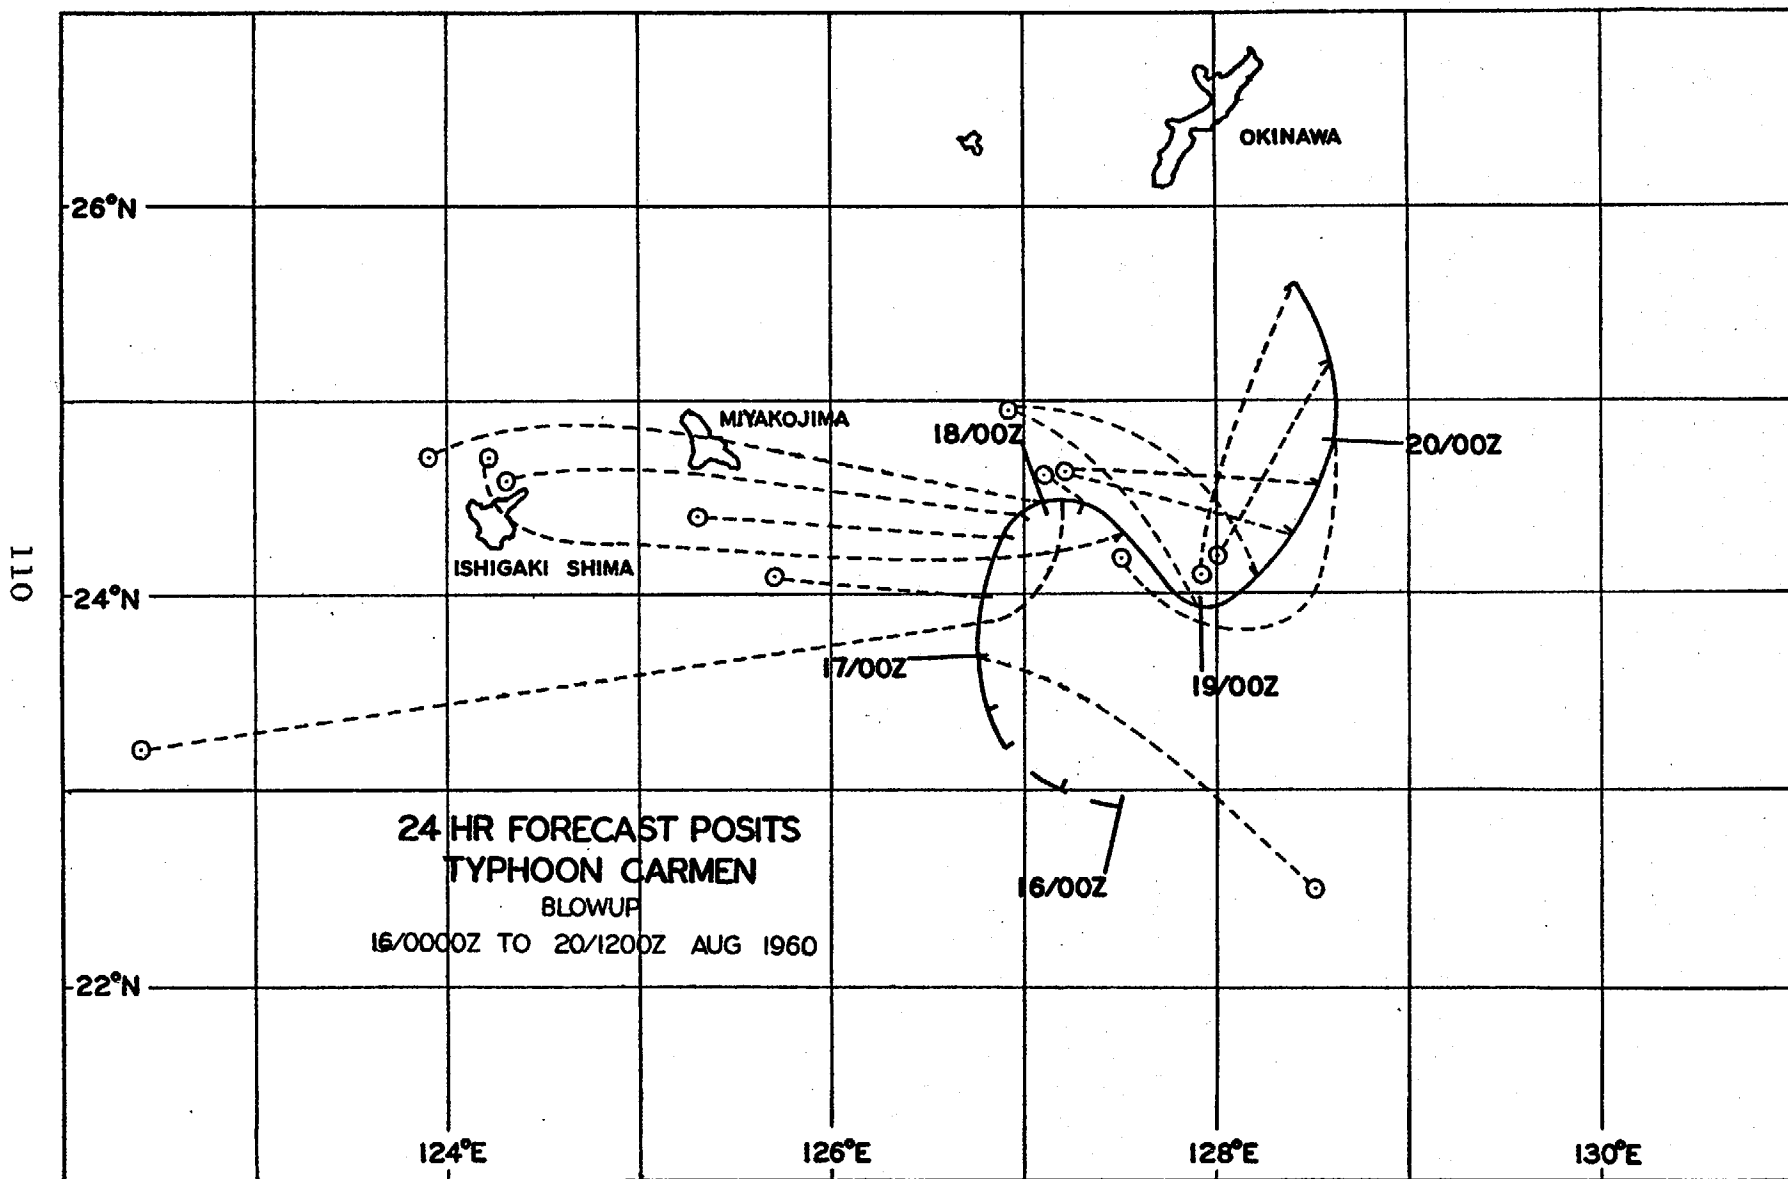 OKINAWA
26°N
MIYAKOJIMA
18/00Z
20/00Z
110
ISHIGAKI SHIMA
24°N
17/00Z
19/00Z
24 HR FORECAST POSITS
TYPHOON CARMEN
BLOWUP
16/0000Z TO 20/1200Z AUG 1960
16/00Z
22°N
124°E
126°E
128°E
130°E